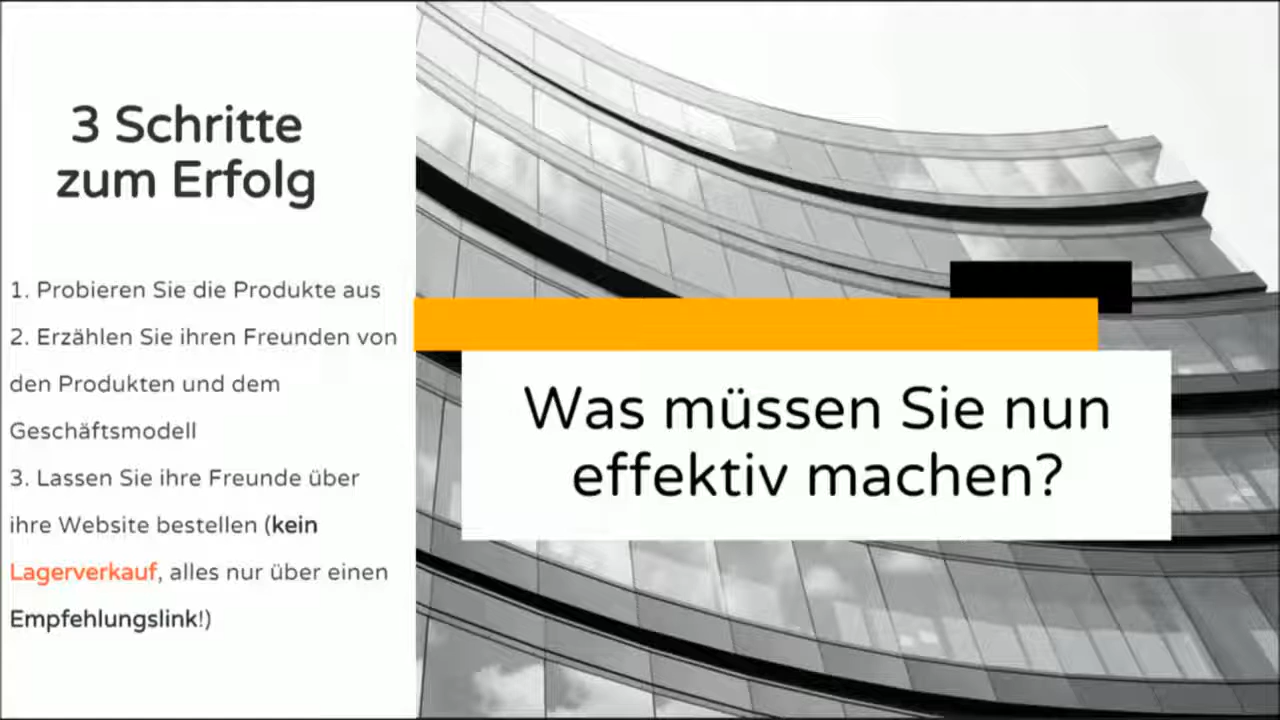 3 Schritte
zum Erfolg
1. Probieren Sie die Produkte aus
2. Erzählen Sie ihren Freunden von
den Produkten und dem
Geschäftsmodell
3. Lassen Sie ihre Freunde über
ihre Website bestellen (kein
Lagerverkauf, alles nur über einen
Empfehlungslink!)
Was müssen Sie nun
effektiv machen?